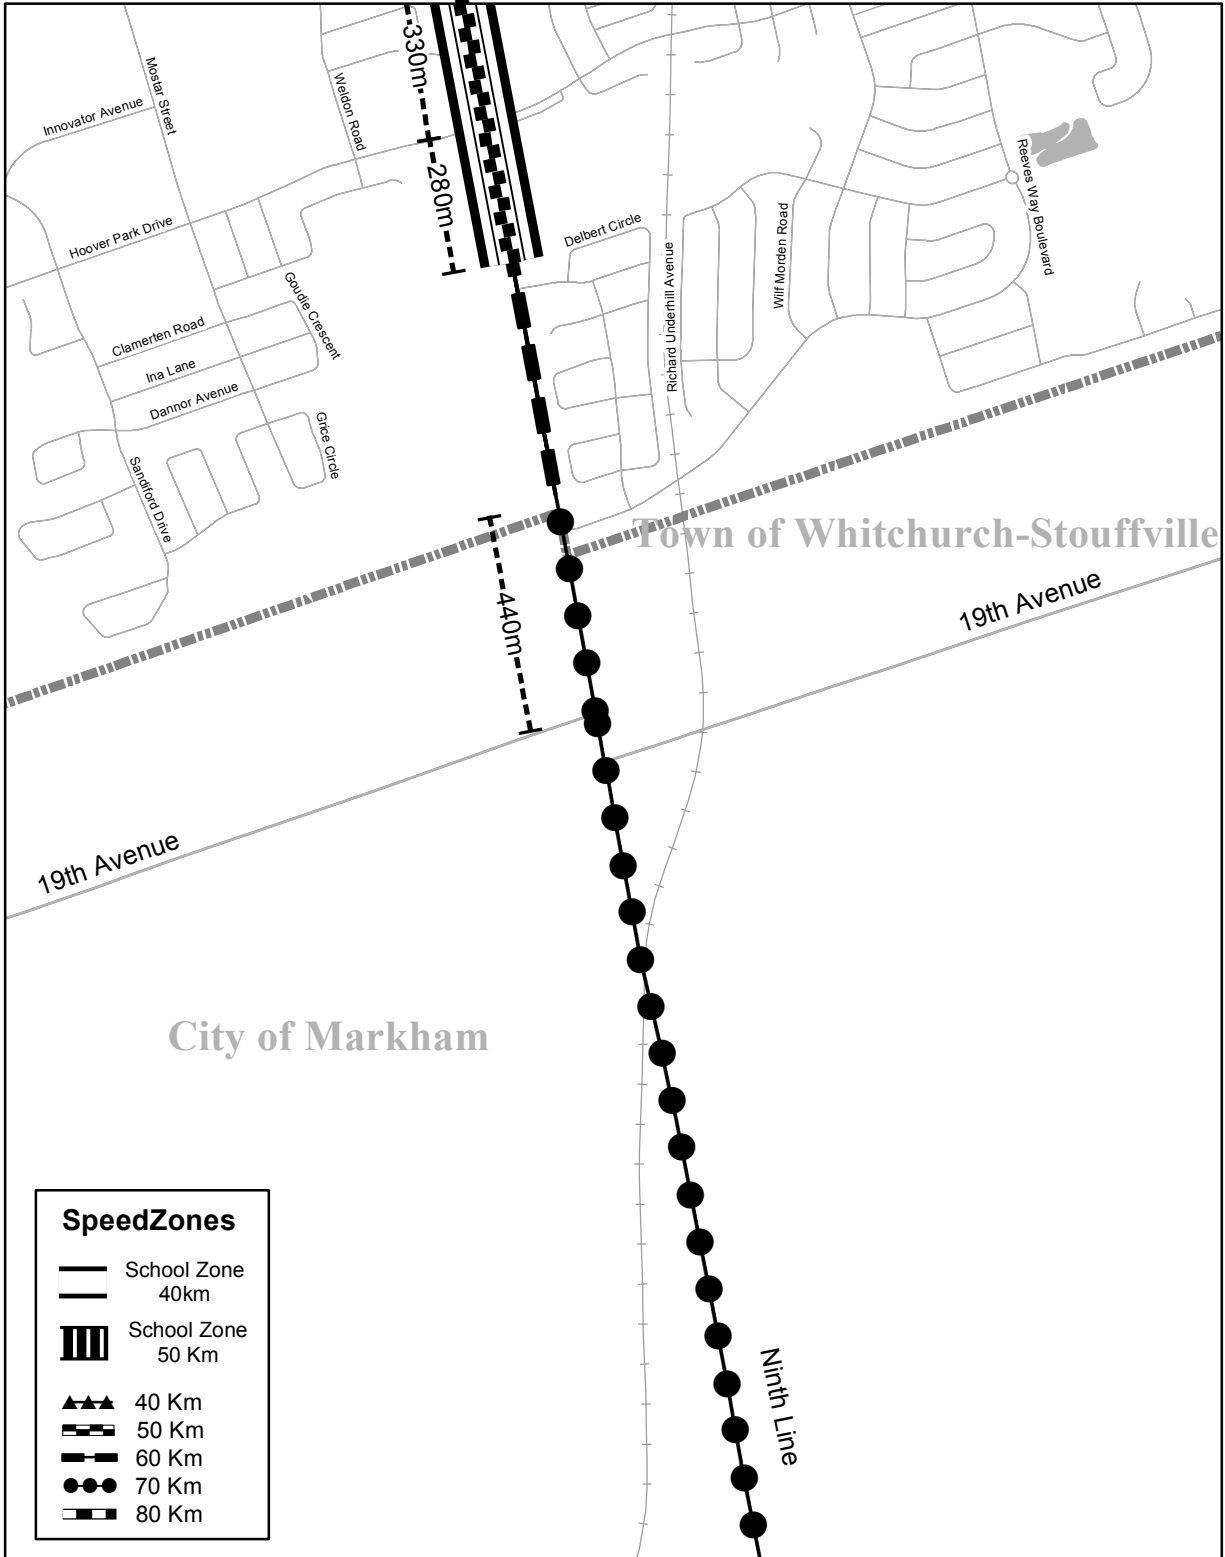 330m
280m
Mostar Street
Innovator Avenue
Weldon Road
Hoover Park Drive
Goudie Crescent
Clamerten Road
Ina Lane
Dannor Avenue
Grice Circle
Sandiford Drive
Delbert Circle
Richard Underhill Avenue
Wilf Morden Road
Reeves Way Boulevard
Town of Whitchurch-Stouffville
440m
19th Avenue
19th Avenue
City of Markham
Ninth Line
SpeedZones
School Zone
40km
School Zone
50 Km
40 Km
50 Km
60 Km
70 Km
80 Km